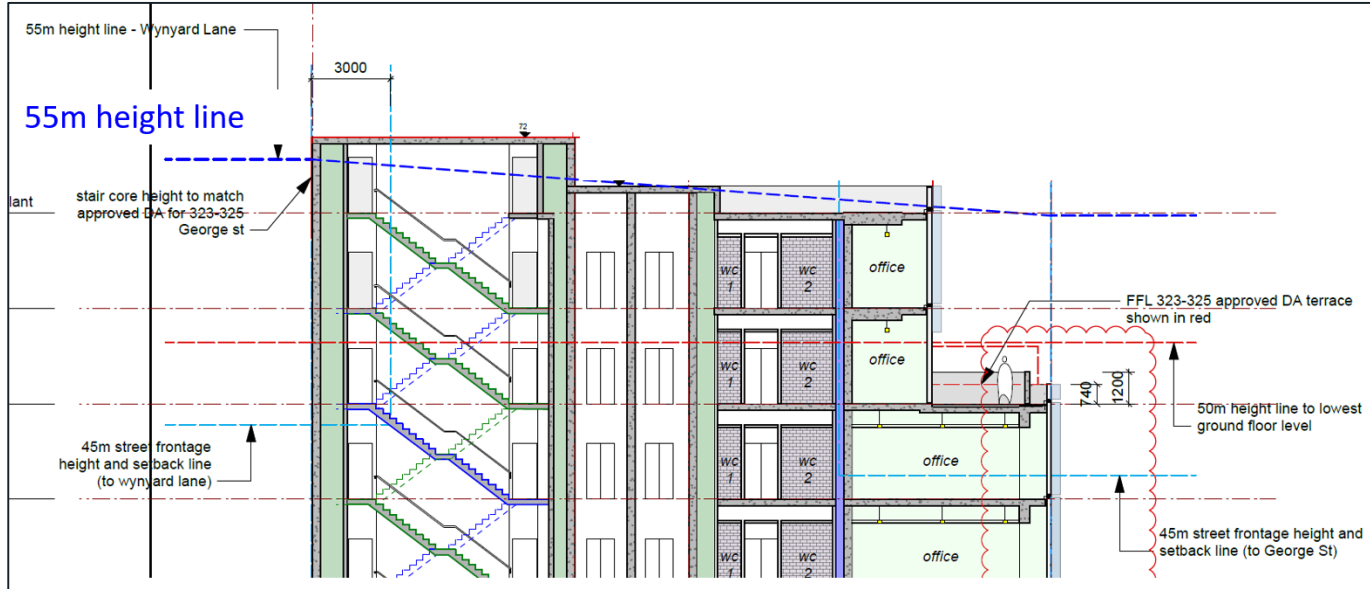 55m height line - Wynyard Lane
3000
55m height line
72
lant
stair core height to match
approved DA for 323-325
George st
wc
1
wc
2
office
FFL 323-325 approved DA terrace
shown in red
wc
1
wc
2
office
740
1200
50m height line to lowest
ground floor level
45m street frontage
height and setback line
(to wynyard lane)
wc
1
wc
2
office
45m street frontage height and
setback line (to George St)
wc
1
wc
2
office